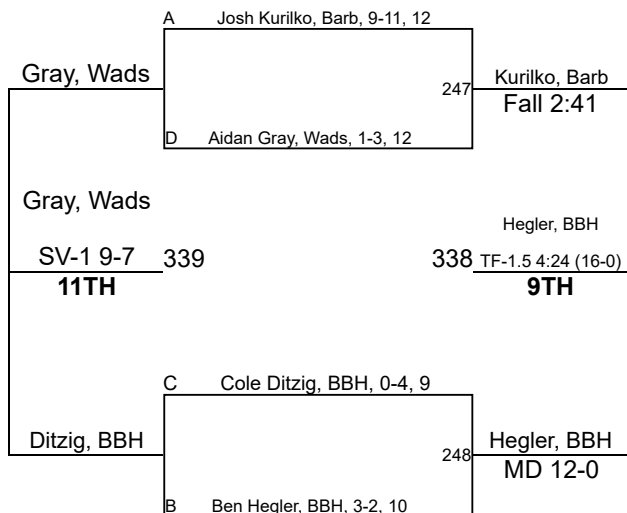 A Josh Kurilko, Barb, 9-11, 12
Gray, Wads
247
Kurilko, Barb
Fall 2:41
D Aidan Gray, Wads, 1-3, 12
Gray, Wads
SV-1 9-7
339
11TH
Hegler, BBH
338
TF-1.5 4:24 (16-0)
9TH
C Cole Ditzig, BBH, 0-4, 9
Ditzig, BBH
248
Hegler, BBH
MD 12-0
B Ben Hegler, BBH, 3-2, 10